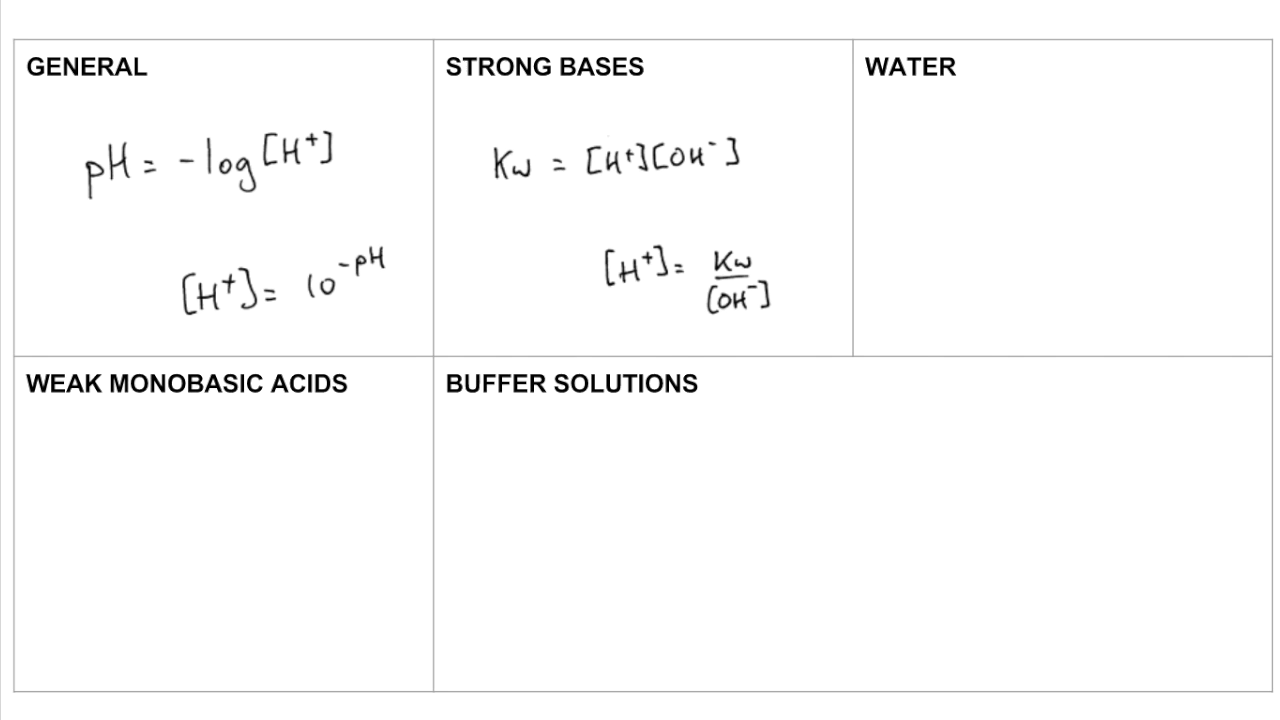 GENERAL
pH = -log[H⁺]
[H⁺] = 10^-pH
STRONG BASES
Kw = [H⁺][OH⁻]
[H⁺] = Kw
[OH⁻]
WATER
WEAK MONOBASIC ACIDS
BUFFER SOLUTIONS